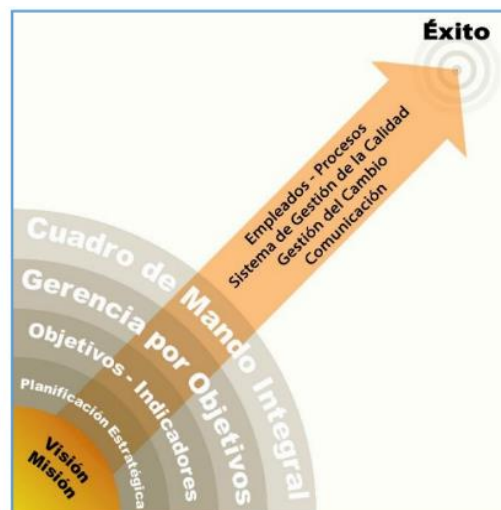 Éxito
Empleados - Procesos
Sistema de Gestión de la Calidad
Gestión del Cambio
Comunicación
Cuadro de Mando Integral
Gerencia por Objetivos
Objetivos - Indicadores
Planificación Estratégica
Visión
Misión